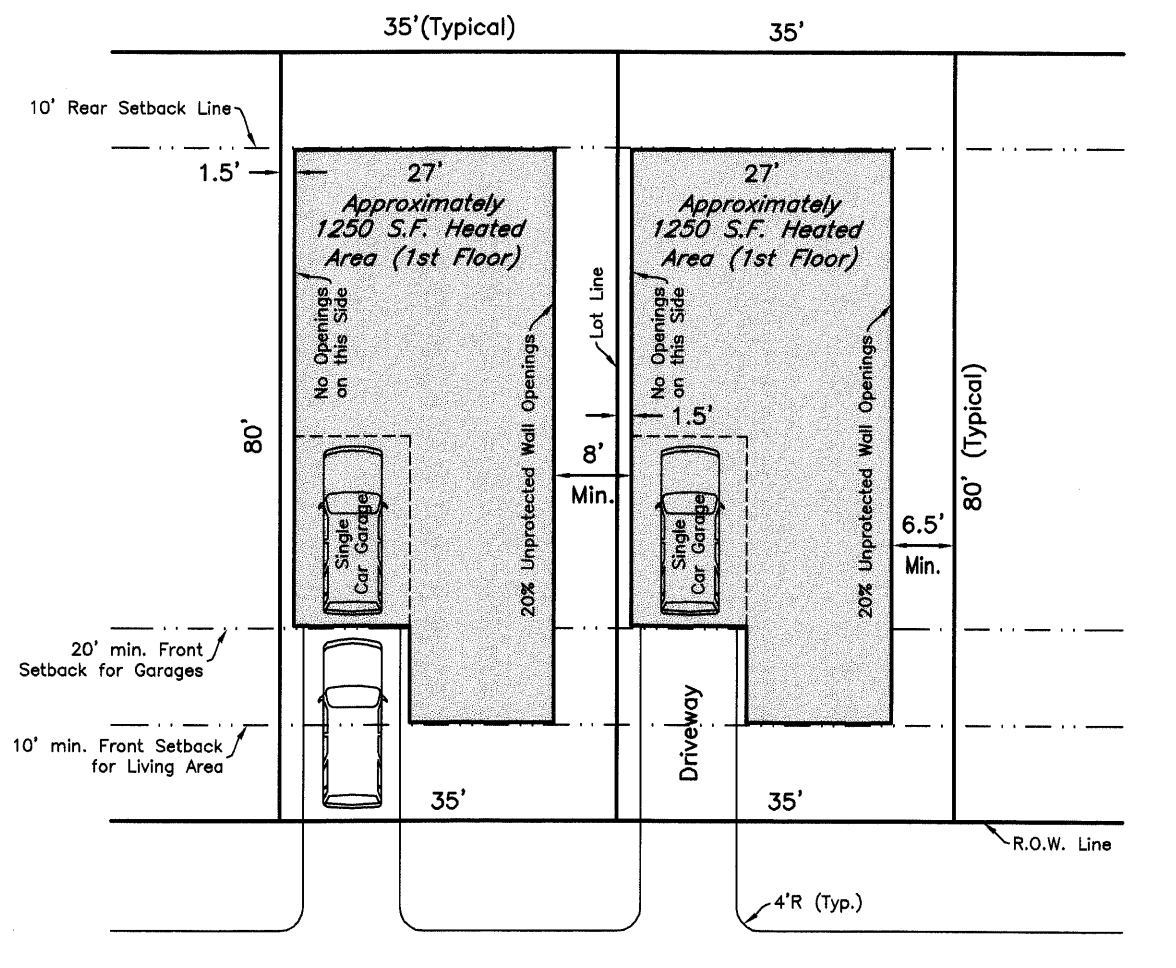 35'(Typical)
35'
10' Rear Setback Line
1.5'
27'
Approximately
1250 S.F. Heated
Area (1st Floor)
27'
Approximately
1250 S.F. Heated
Area (1st Floor)
No Openings
on this Side
20% Unprotected Wall Openings
Lot Line
No Openings
on this Side
20% Unprotected Wall Openings
1.5'
80'
80' (Typical)
8'
Min.
6.5'
Min.
Single
Car Garage
Single
Car Garage
20' min. Front
Setback for Garages
10' min. Front Setback
for Living Area
Driveway
35'
35'
R.O.W. Line
4'R (Typ.)